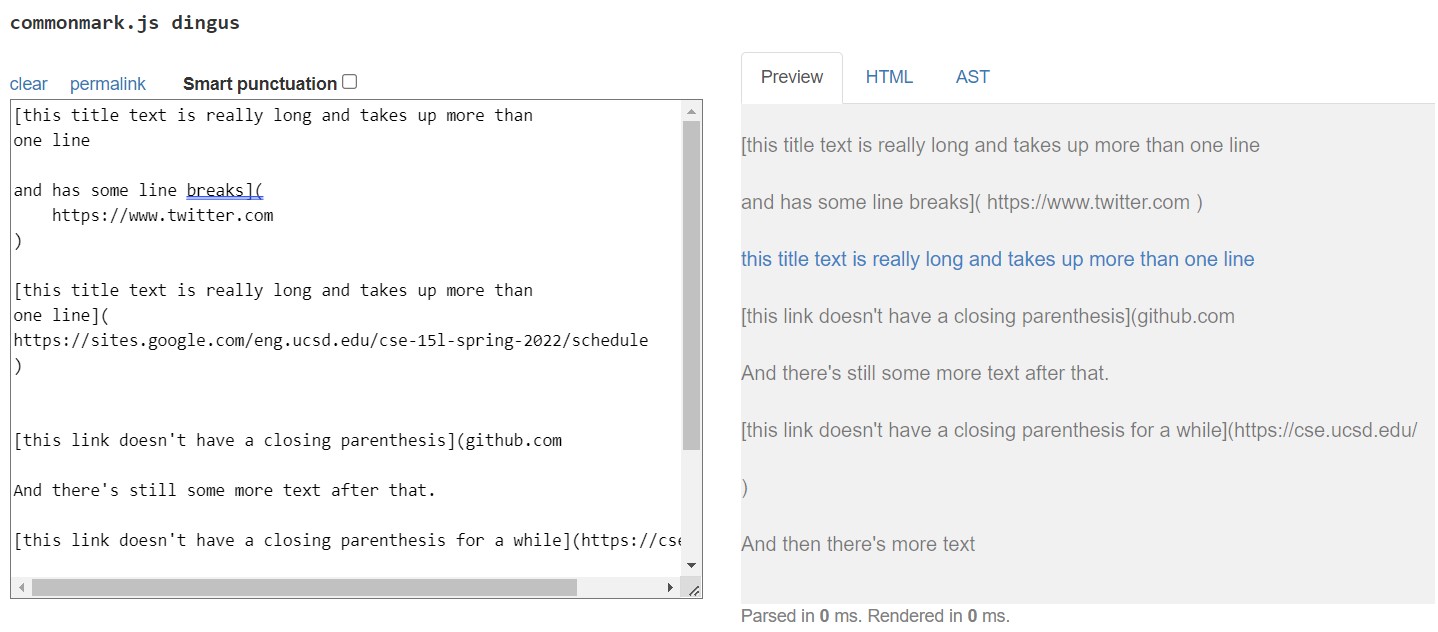 commonmark.js dingus
clear permalink Smart punctuation
[this title text is really long and takes up more than
one line
and has some line breaks](
https://www.twitter.com
)
[this title text is really long and takes up more than
one line](
https://sites.google.com/eng.ucsd.edu/cse-15l-spring-2022/schedule
)
[this link doesn't have a closing parenthesis](github.com
And there's still some more text after that.
[this link doesn't have a closing parenthesis for a while](https://cse
Preview HTML AST
[this title text is really long and takes up more than one line
and has some line breaks]( https://www.twitter.com )
this title text is really long and takes up more than one line
[this link doesn't have a closing parenthesis](github.com
And there's still some more text after that.
[this link doesn't have a closing parenthesis for a while](https://cse.ucsd.edu/
)
And then there's more text
Parsed in 0 ms. Rendered in 0 ms.